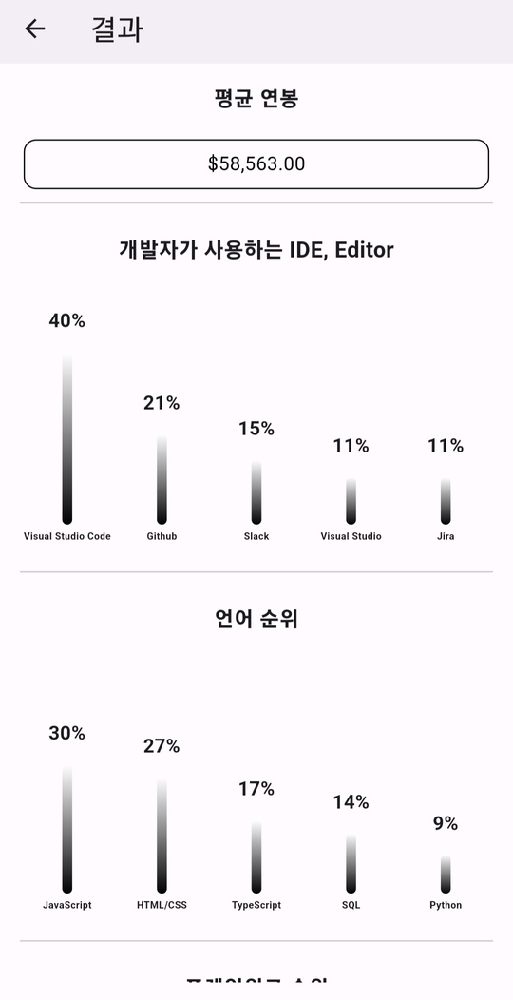 결과
평균 연봉
$58,563.00
개발자가 사용하는 IDE, Editor
40%
21%
15%
11%
11%
Visual Studio Code
Github
Slack
Visual Studio
Jira
언어 순위
30%
27%
17%
14%
9%
JavaScript
HTML/CSS
TypeScript
SQL
Python